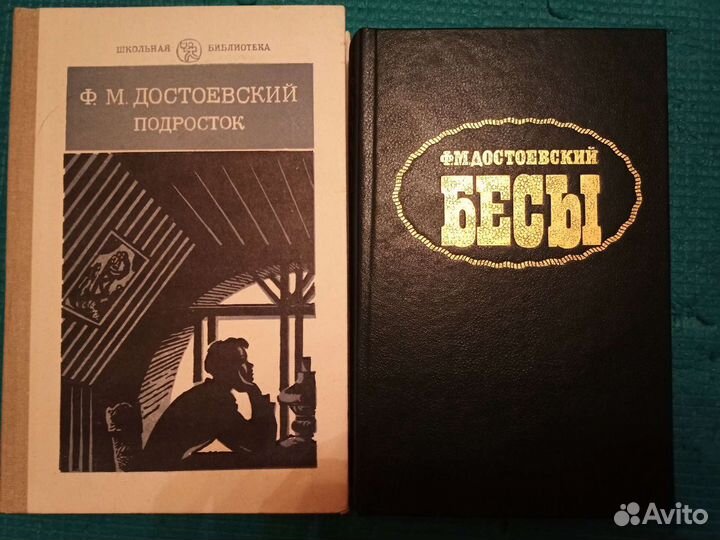 ШКОЛЬНАЯ БИБЛИОТЕКА
Ф. М. ДОСТОЕВСКИЙ
ПОДРОСТОК
Ф.М.ДОСТОЕВСКИЙ
БЕСЫ
Avito